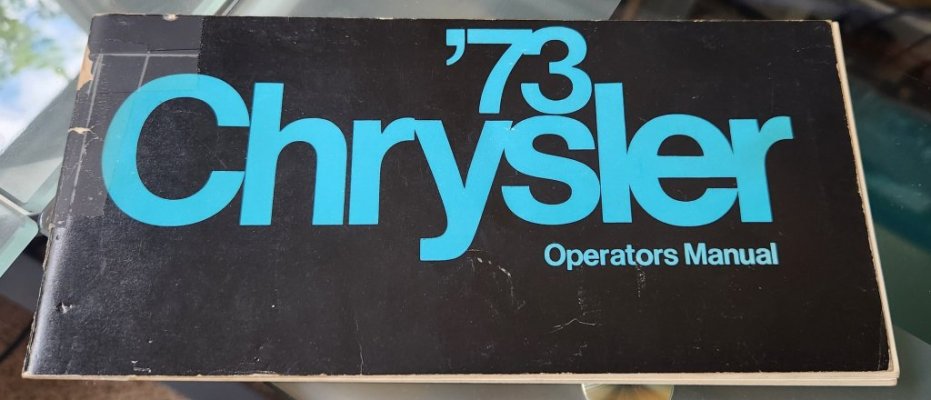 ’73
Chrysler
Operators Manual